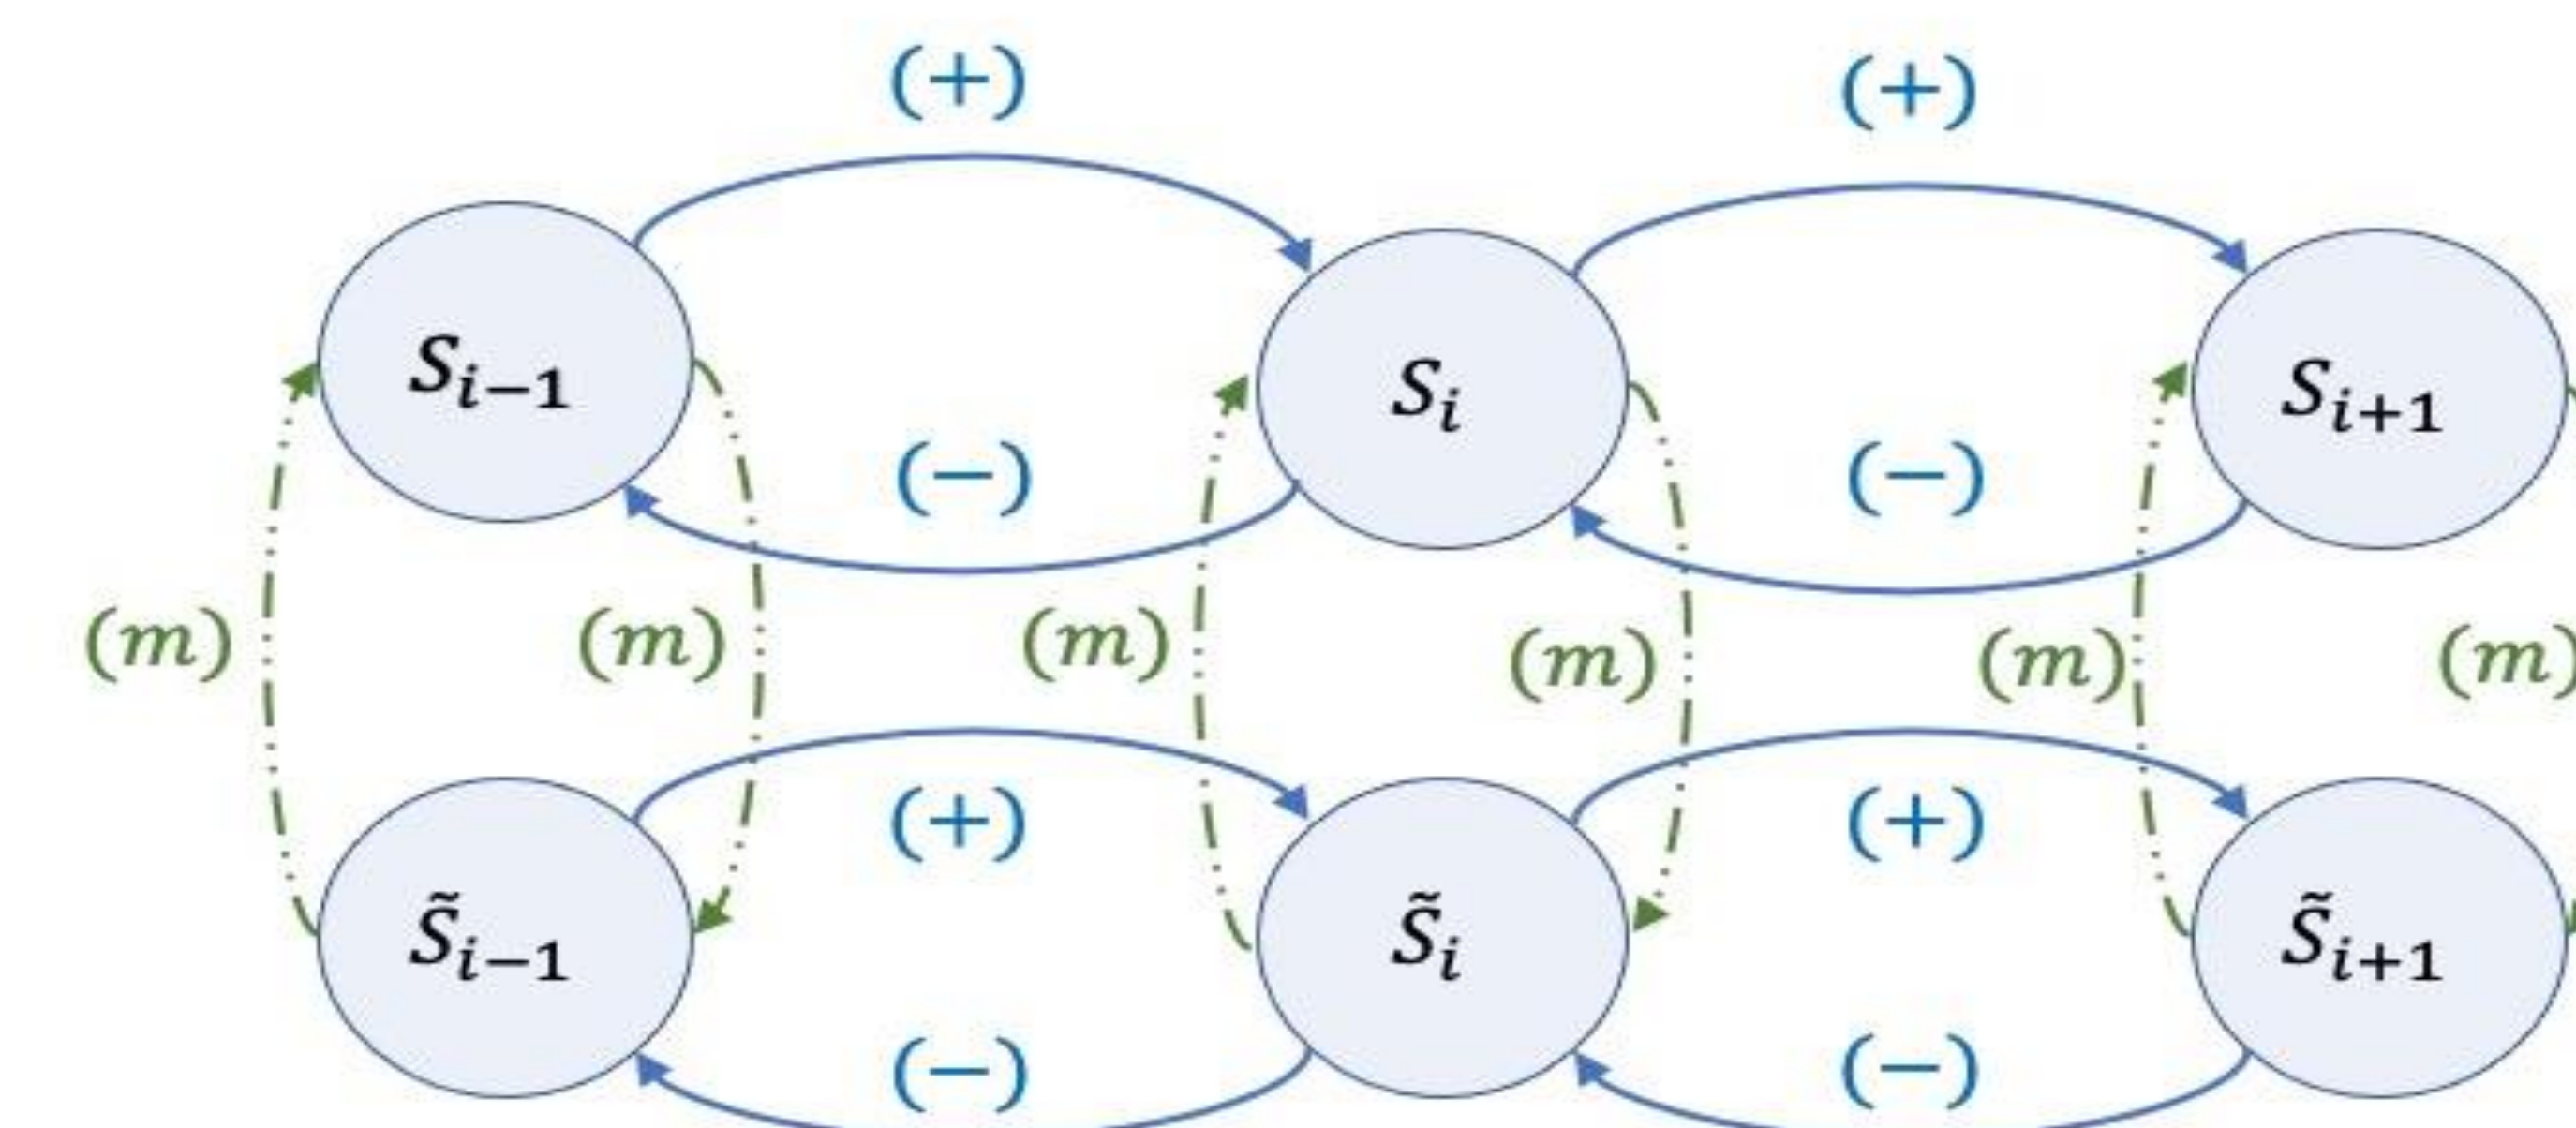 (+) (+)
S_{i-1} S_i S_{i+1}
(−) (−)
(m) (m) (m) (m) (m) (m)
(+) (+)
S̃_{i-1} S̃_i S̃_{i+1}
(−) (−)